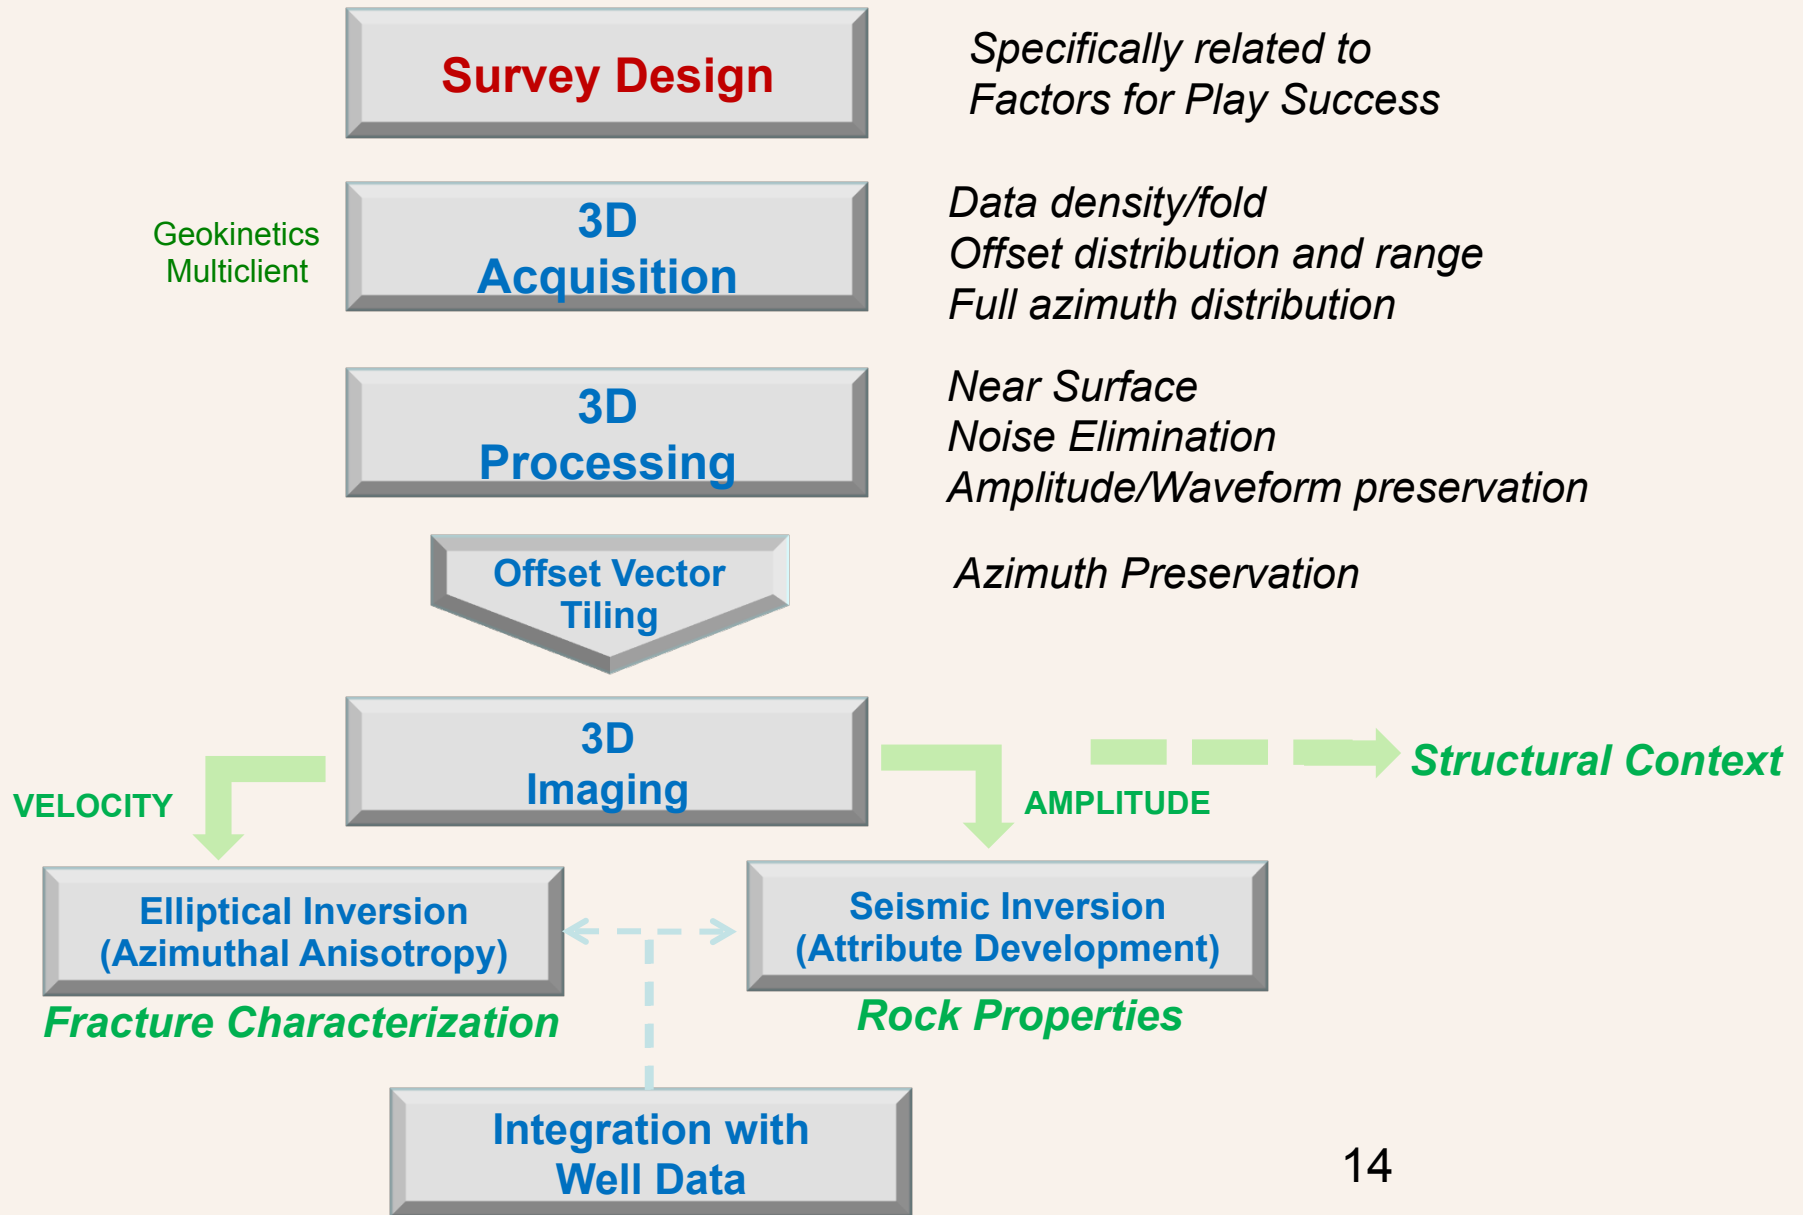 Survey Design
Specifically related to
Factors for Play Success
Geokinetics
Multiclient
3D
Acquisition
Data density/fold
Offset distribution and range
Full azimuth distribution
3D
Processing
Near Surface
Noise Elimination
Amplitude/Waveform preservation
Offset Vector
Tiling
Azimuth Preservation
3D
Imaging
VELOCITY
AMPLITUDE
Structural Context
Elliptical Inversion
(Azimuthal Anisotropy)
Fracture Characterization
Seismic Inversion
(Attribute Development)
Rock Properties
Integration with
Well Data
14